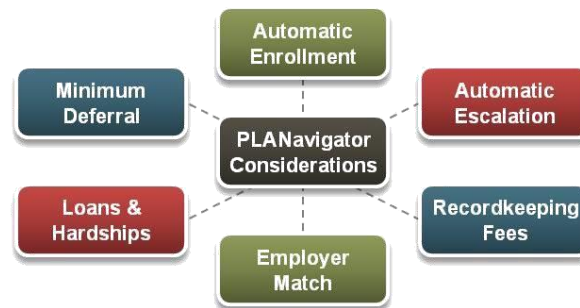 Automatic
Enrollment
Minimum
Deferral
Automatic
Escalation
PLANavigator
Considerations
Loans &
Hardships
Recordkeeping
Fees
Employer
Match